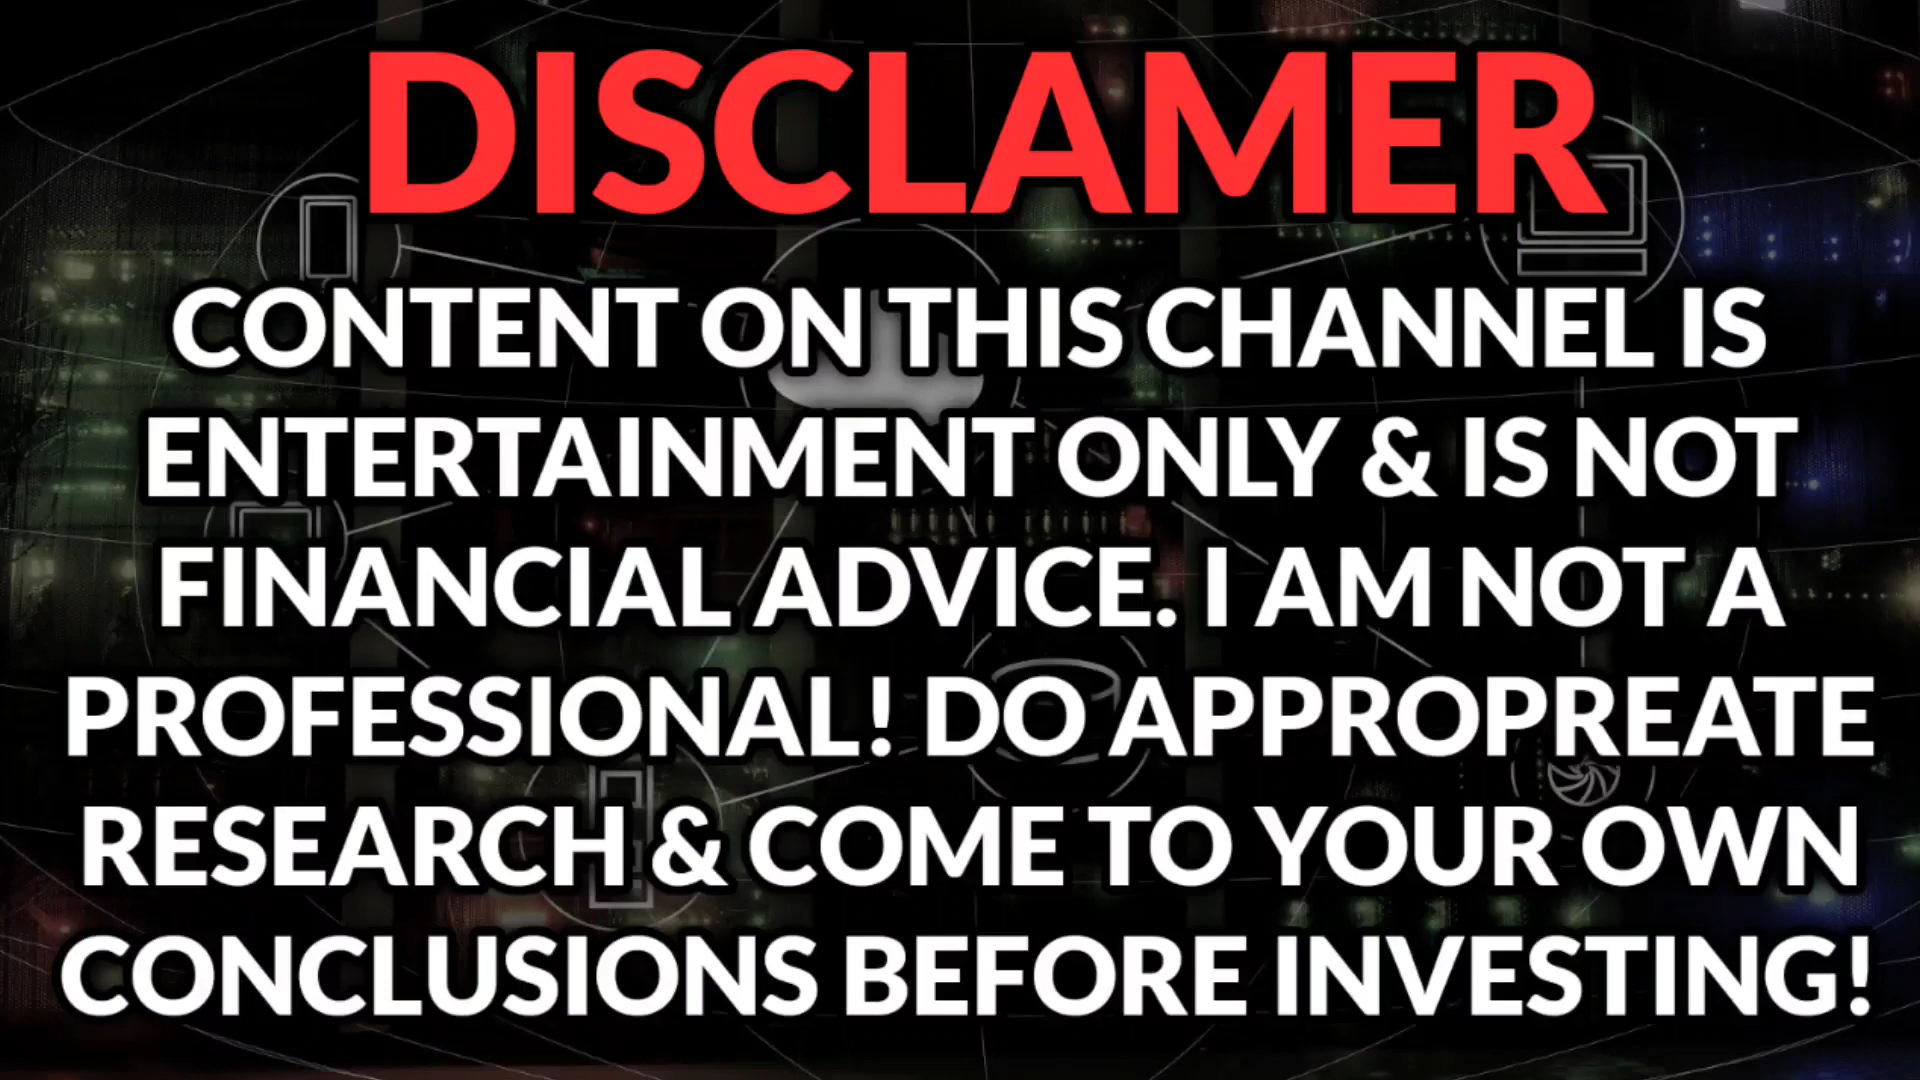 DISCLAMER
CONTENT ON THIS CHANNEL IS
ENTERTAINMENT ONLY & IS NOT
FINANCIAL ADVICE. I AM NOT A
PROFESSIONAL! DO APPROPREATE
RESEARCH & COME TO YOUR OWN
CONCLUSIONS BEFORE INVESTING!